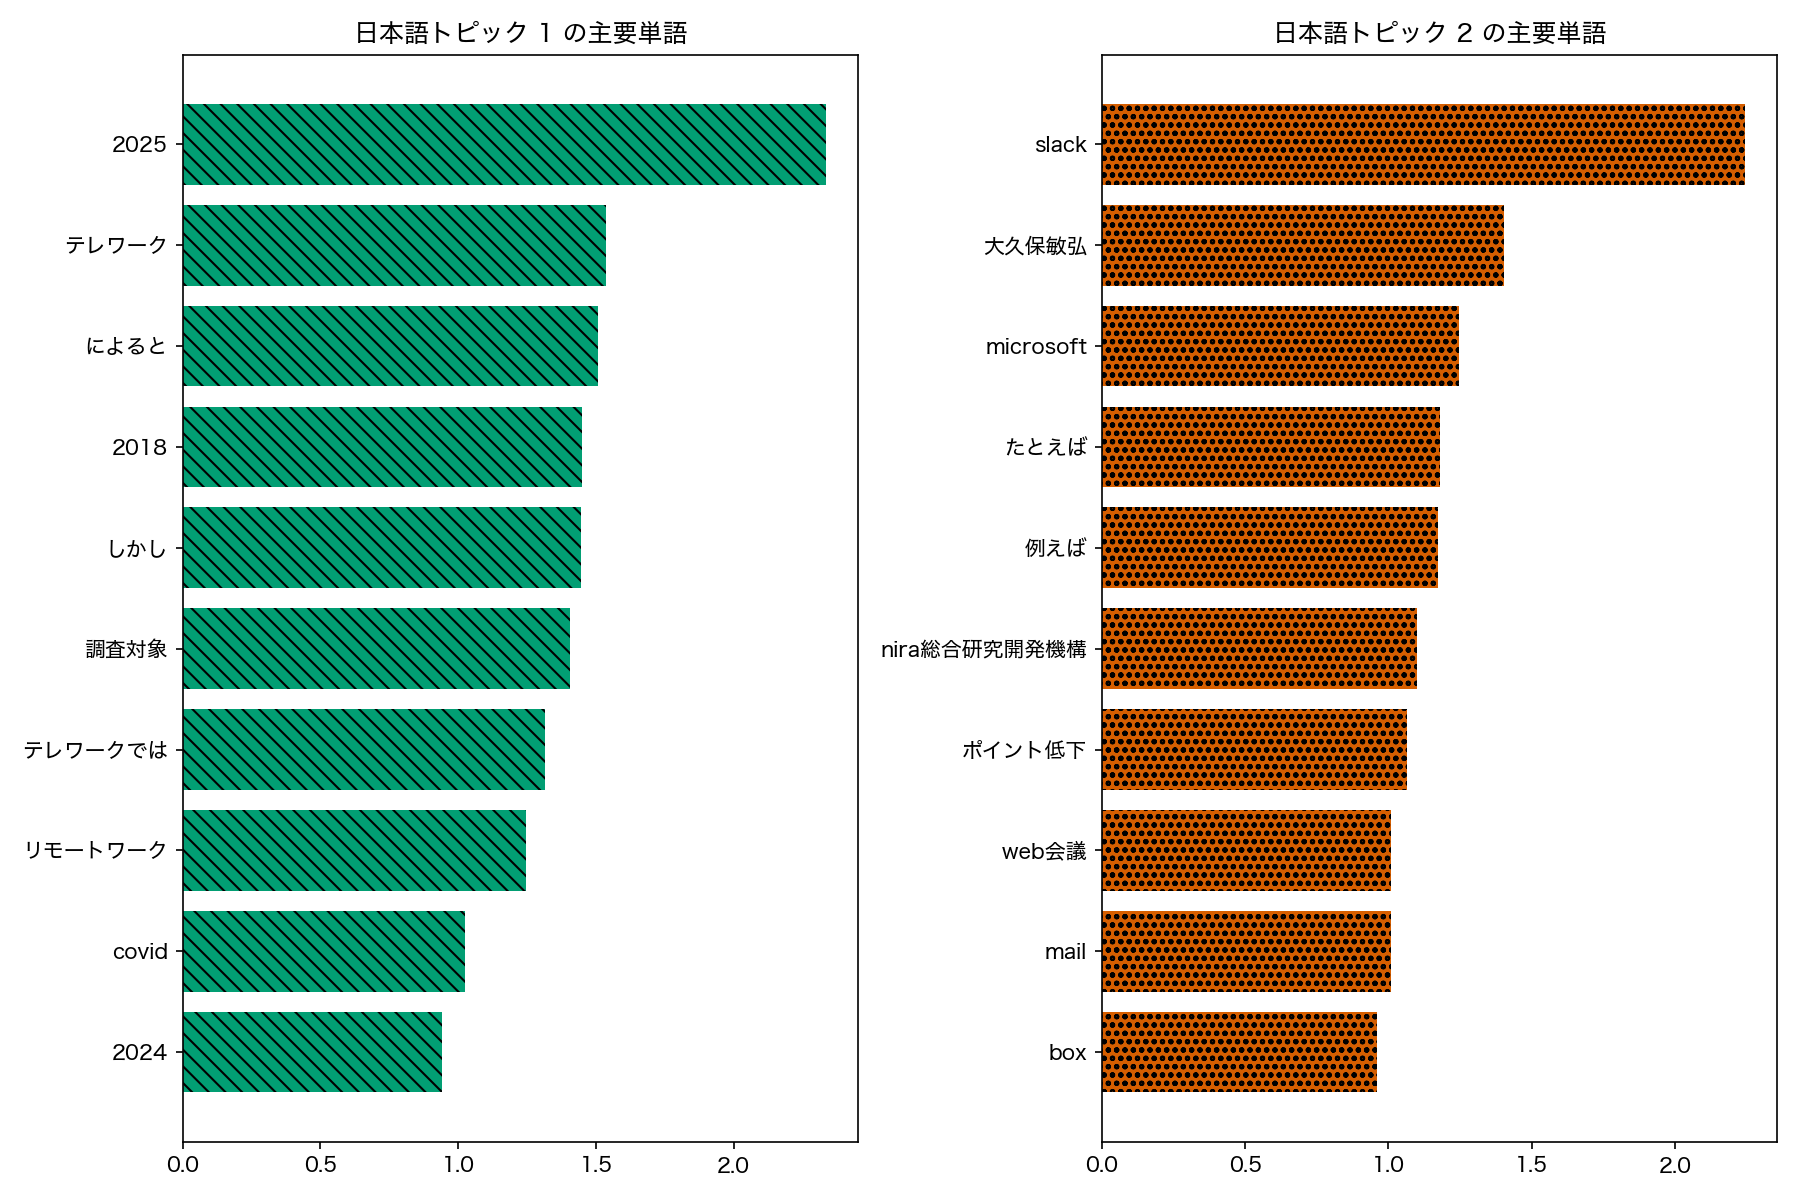 日本語トピック 1 の主要単語
2025
テレワーク
によると
2018
しかし
調査対象
テレワークでは
リモートワーク
covid
2024
0.0 0.5 1.0 1.5 2.0
日本語トピック 2 の主要単語
slack
大久保敏弘
microsoft
たとえば
例えば
nira総合研究開発機構
ポイント低下
web会議
mail
box
0.0 0.5 1.0 1.5 2.0